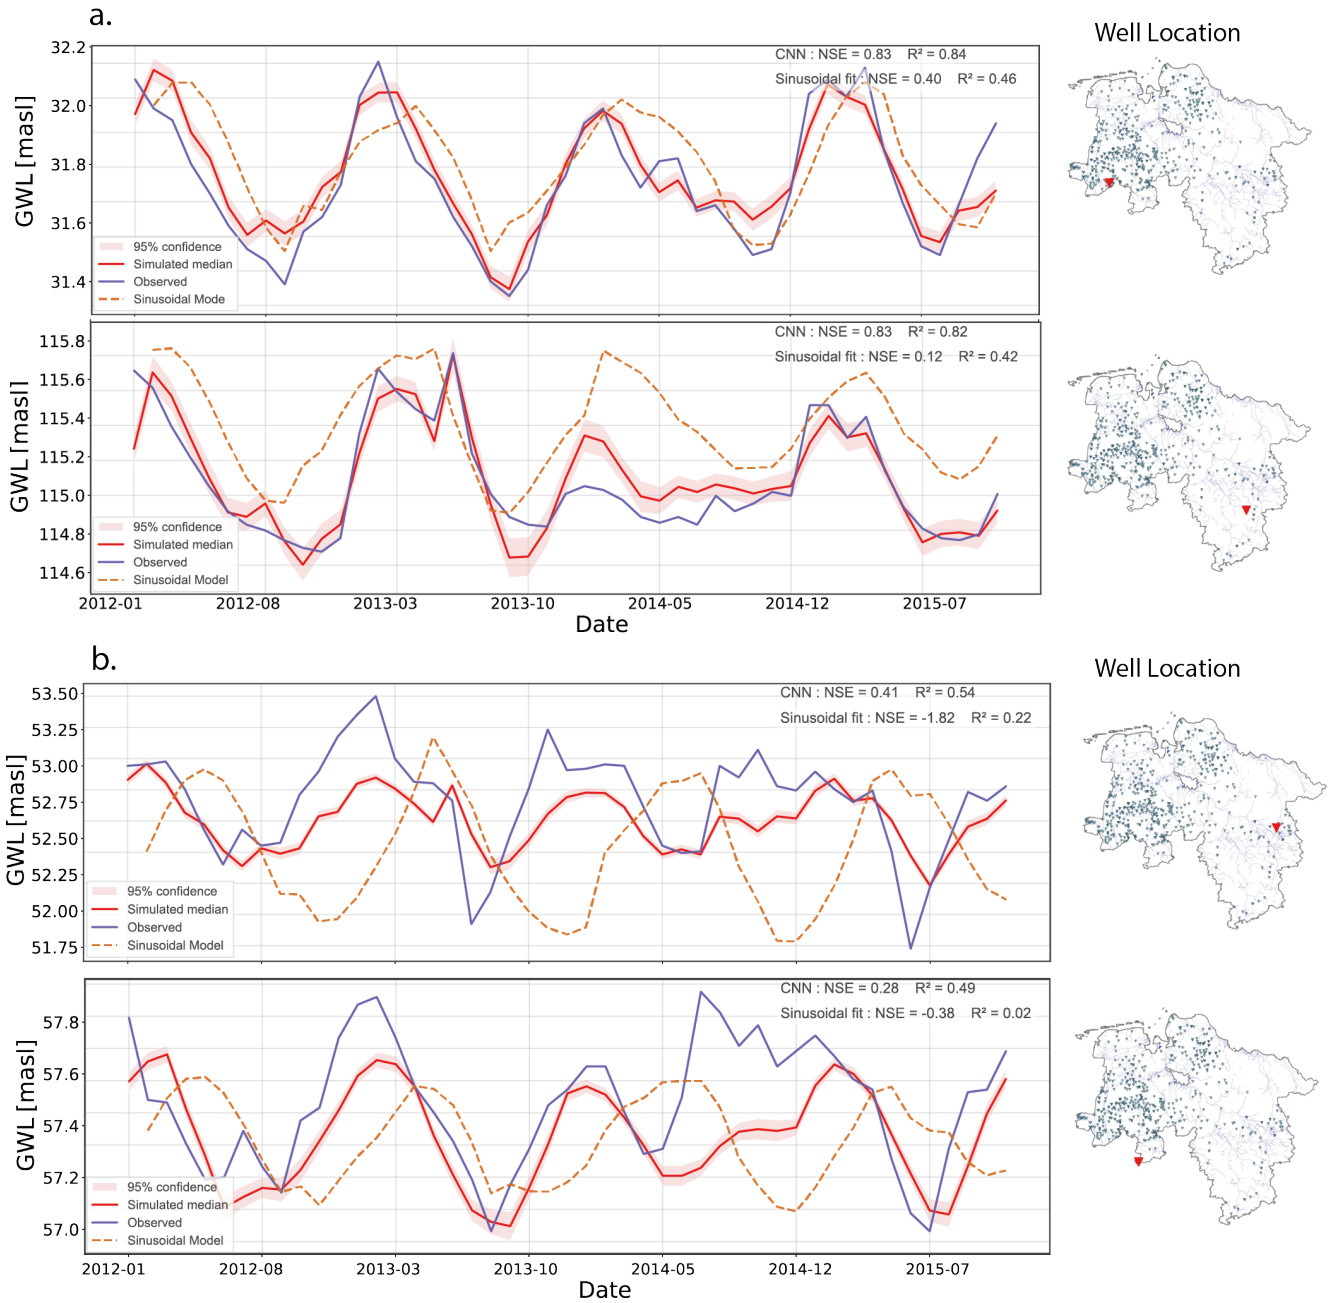 a.
Well Location
CNN : NSE = 0.83 R² = 0.84
Sinusoidal fit : NSE = 0.40 R² = 0.46
GWL [masl]
32.2
32.0
31.8
31.6
31.4
95% confidence
Simulated median
Observed
Sinusoidal Mode
CNN : NSE = 0.83 R² = 0.82
Sinusoidal fit : NSE = 0.12 R² = 0.42
GWL [masl]
115.8
115.6
115.4
115.2
115.0
114.8
114.6
95% confidence
Simulated median
Observed
Sinusoidal Model
2012-01 2012-08 2013-03 2013-10 2014-05 2014-12 2015-07
Date
b.
Well Location
CNN : NSE = 0.41 R² = 0.54
Sinusoidal fit : NSE = -1.82 R² = 0.22
GWL [masl]
53.50
53.25
53.00
52.75
52.50
52.25
52.00
51.75
95% confidence
Simulated median
Observed
Sinusoidal Model
CNN : NSE = 0.28 R² = 0.49
Sinusoidal fit : NSE = -0.38 R² = 0.02
GWL [masl]
57.8
57.6
57.4
57.2
57.0
95% confidence
Simulated median
Observed
Sinusoidal Model
2012-01 2012-08 2013-03 2013-10 2014-05 2014-12 2015-07
Date